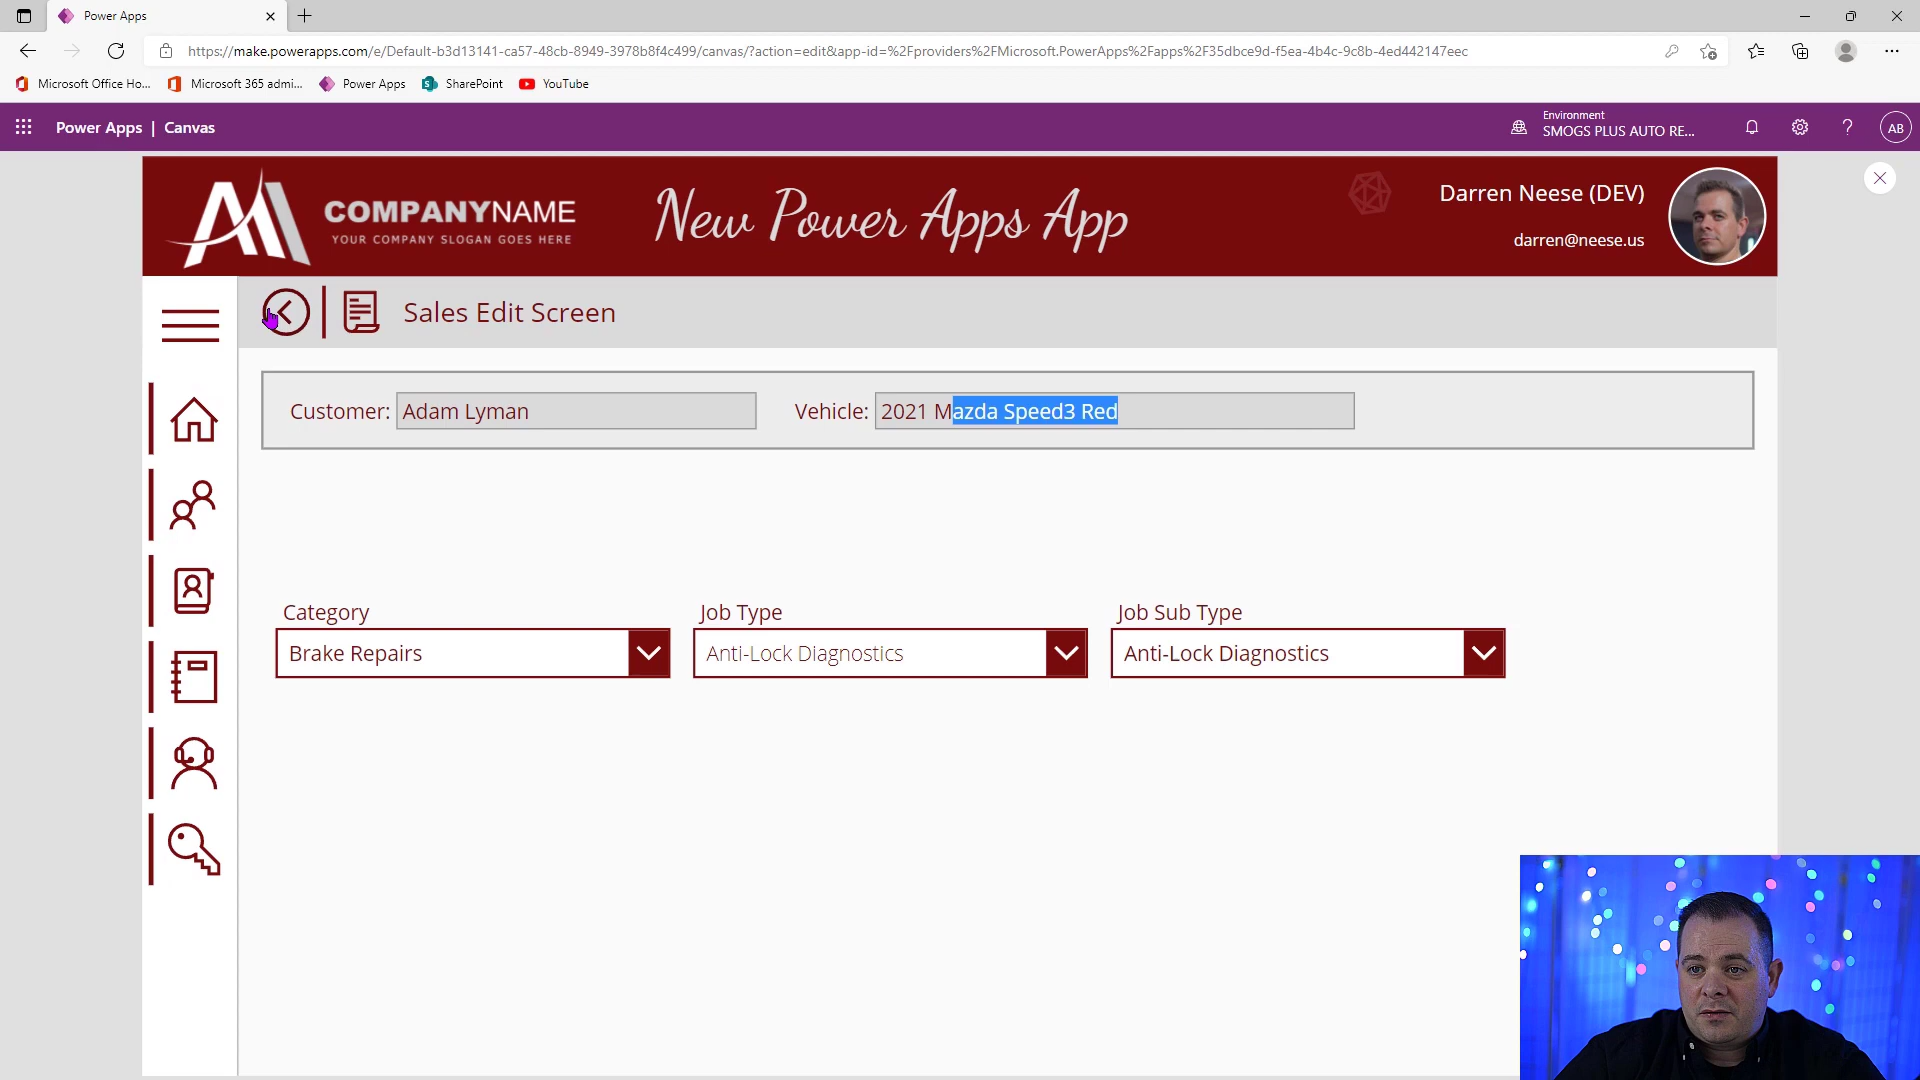 Power Apps
https://make.powerapps.com/e/Default-b3d13141-ca57-48cb-8949-3978b8f4c499/canvas/?action=edit&app-id=%2Fproviders%2FMicrosoft.PowerApps%2Fapps%2F35dbce9d-f5ea-4b4c-9c8b-4ed442147eec
Microsoft Office Ho... Microsoft 365 admi... Power Apps SharePoint YouTube
Power Apps | Canvas
Environment
SMOGS PLUS AUTO RE...
? AB
COMPANYNAME
YOUR COMPANY SLOGAN GOES HERE
New Power Apps App
Darren Neese (DEV)
darren@neese.us
Sales Edit Screen
Customer: Adam Lyman Vehicle: 2021 Mazda Speed3 Red
Category Job Type Job Sub Type
Brake Repairs Anti-Lock Diagnostics Anti-Lock Diagnostics